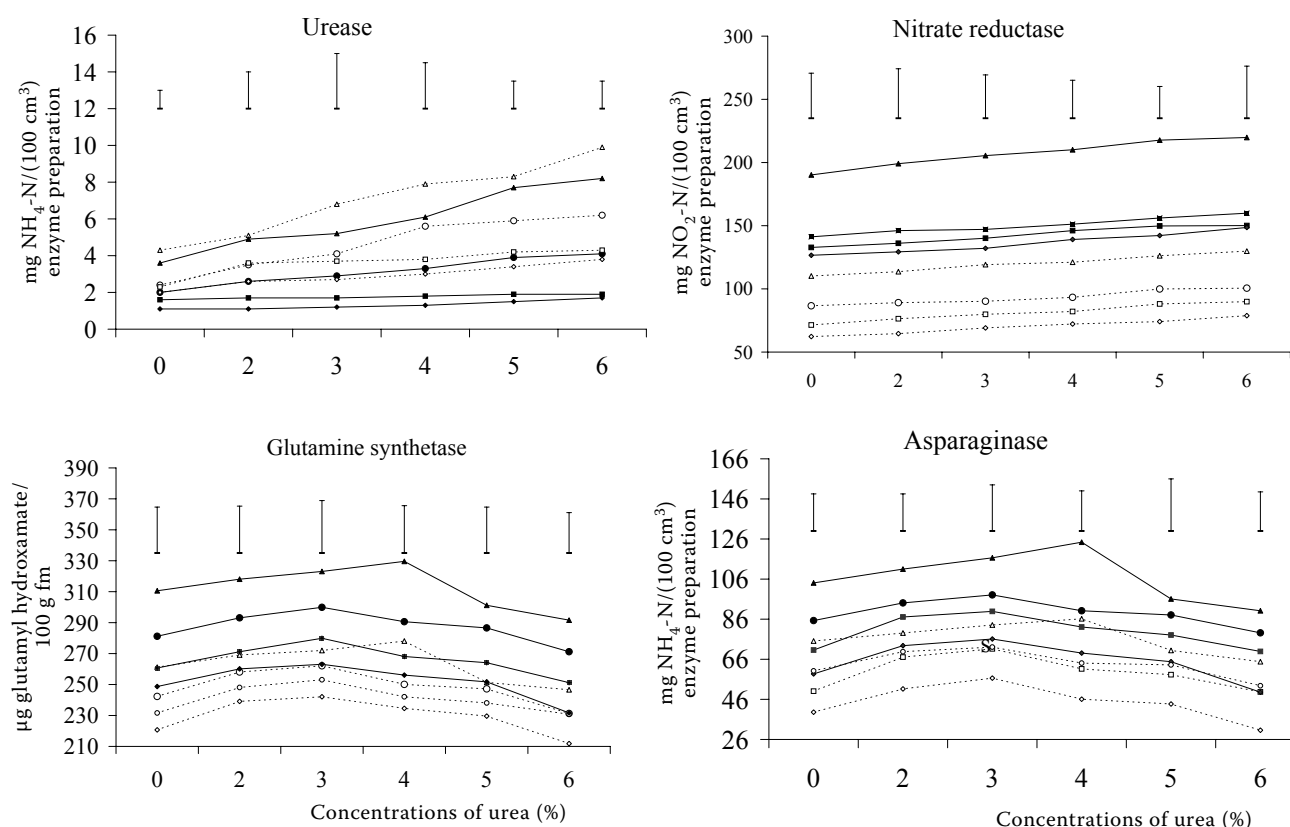 Urease
mg NH4-N/(100 cm3)
enzyme preparation
16
14
12
10
8
6
4
2
0
0 2 3 4 5 6
Nitrate reductase
mg NO2-N/(100 cm3)
enzyme preparation
300
250
200
150
100
50
0 2 3 4 5 6
Glutamine synthetase
µg glutamyl hydroxamate/
100 g fm
390
370
350
330
310
290
270
250
230
210
0 2 3 4 5 6
Concentrations of urea (%)
Asparaginase
mg NH4-N/(100 cm3)
enzyme preparation
166
146
126
106
86
66
46
26
0 2 3 4 5 6
Concentrations of urea (%)